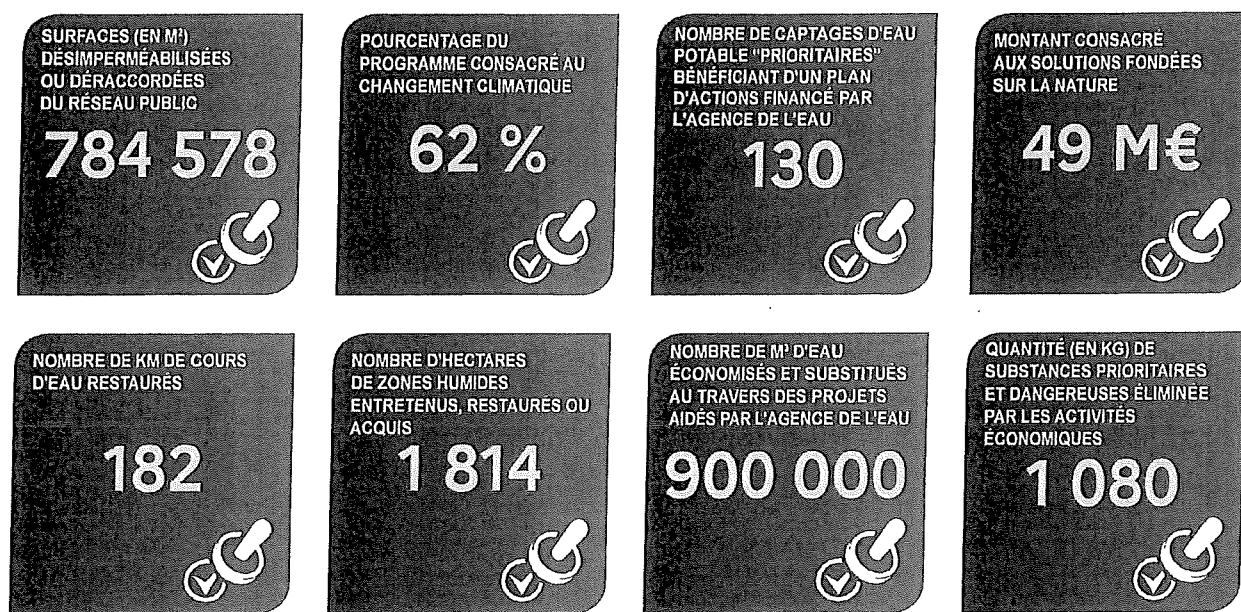 SURFACES (EN M²)
DÉSIMPERMÉABILISÉES
OU DÉRACCORDÉES
DU RÉSEAU PUBLIC
784 578
POURCENTAGE DU
PROGRAMME CONSACRÉ AU
CHANGEMENT CLIMATIQUE
62 %
NOMBRE DE CAPTAGES D'EAU
POTABLE "PRIORITAIRES"
BÉNÉFICIANT D'UN PLAN
D'ACTIONS FINANCÉ PAR
L'AGENCE DE L'EAU
130
MONTANT CONSACRÉ
AUX SOLUTIONS FONDÉES
SUR LA NATURE
49 M€
NOMBRE DE KM DE COURS
D'EAU RESTAURÉS
182
NOMBRE D'HECTARES
DE ZONES HUMIDES
ENTRETENUS, RESTAURÉS OU
ACQUIS
1 814
NOMBRE DE M³ D'EAU
ÉCONOMISÉS ET SUBSTITUÉS
AU TRAVERS DES PROJETS
AIDÉS PAR L'AGENCE DE L'EAU
900 000
QUANTITÉ (EN KG) DE
SUBSTANCES PRIORITAIRES
ET DANGEREUSES ÉLIMINÉE
PAR LES ACTIVITÉS
ÉCONOMIQUES
1 080